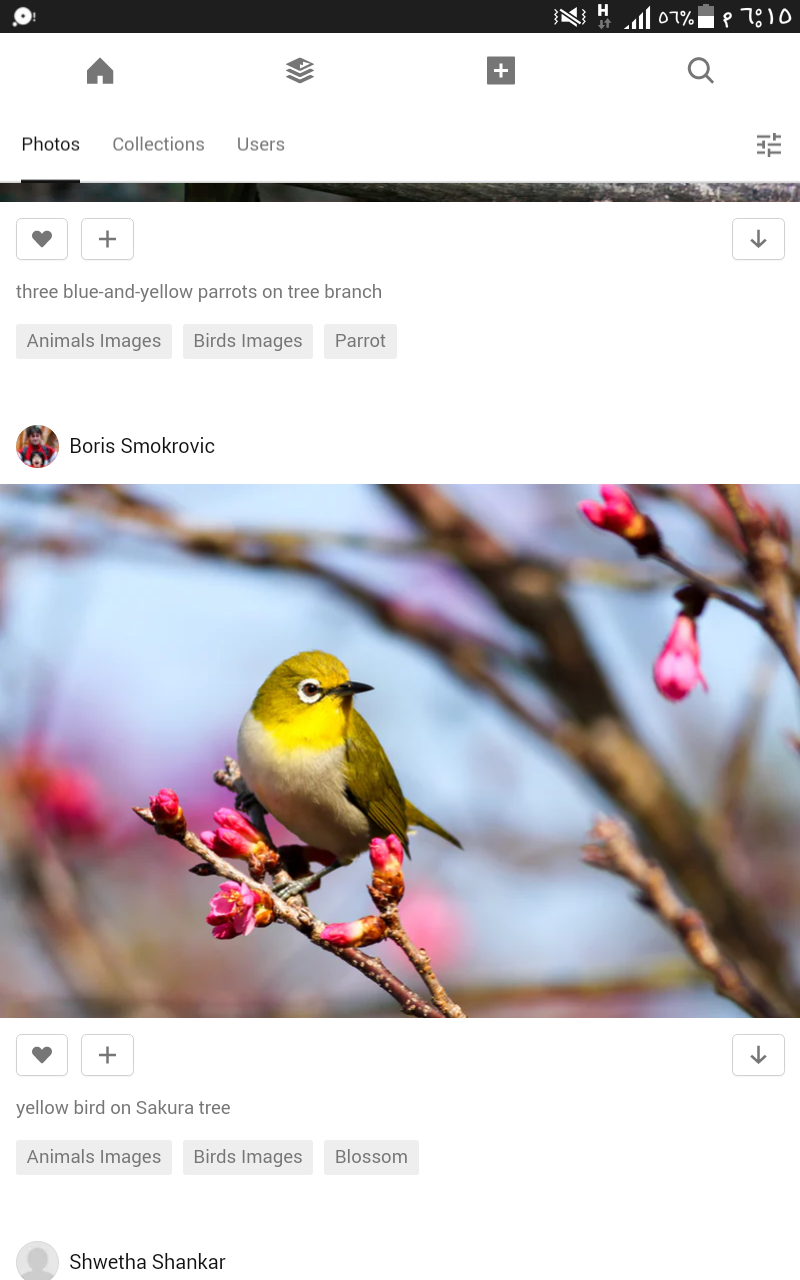 H ٥٦% م ٦:١٥
Photos Collections Users
three blue-and-yellow parrots on tree branch
Animals Images Birds Images Parrot
Boris Smokrovic
yellow bird on Sakura tree
Animals Images Birds Images Blossom
Shwetha Shankar